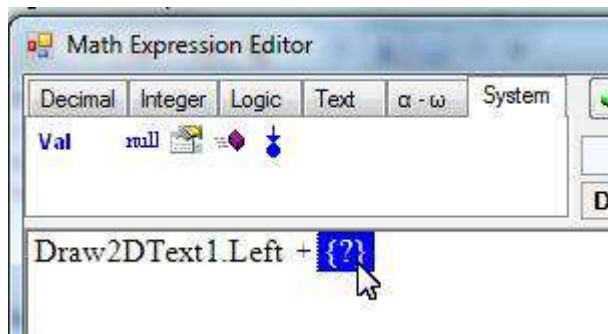 Math Expression Editor
Decimal Integer Logic Text α - ω System
Val null
D
Draw2DText1.Left + {?}